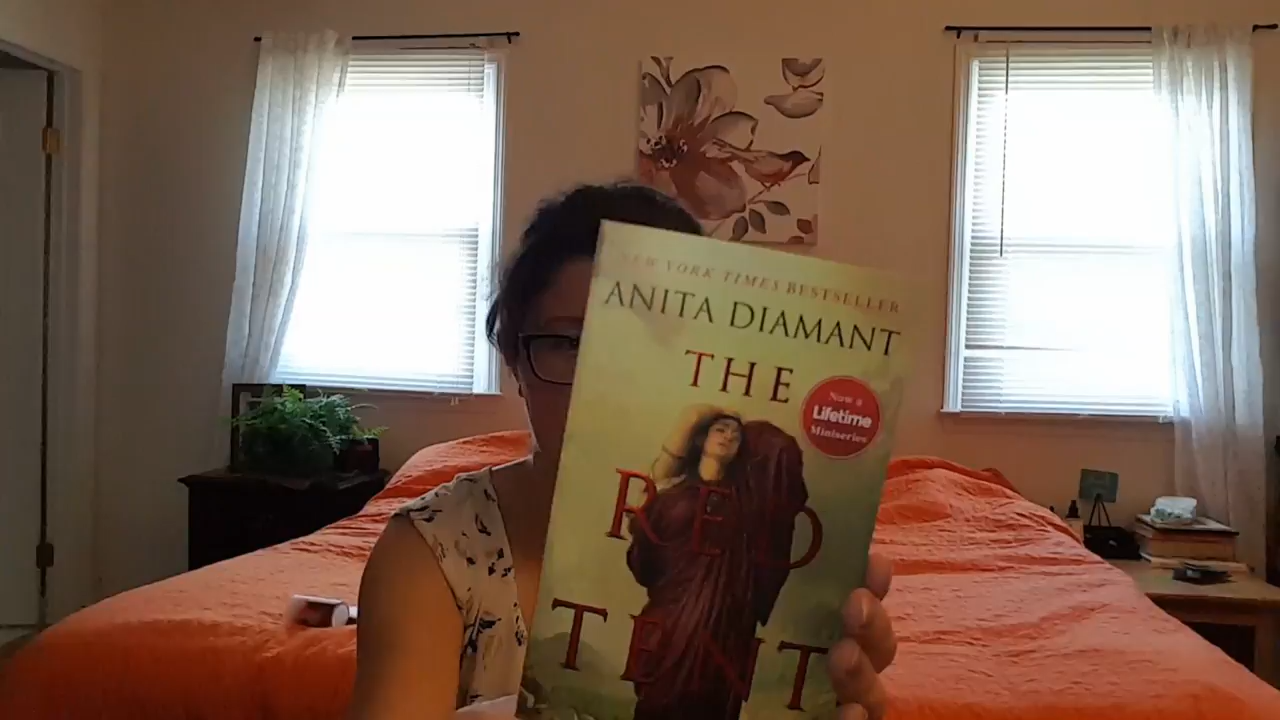 NEW YORK TIMES BESTSELLER
ANITA DIAMANT
THE
Now a
Lifetime
Miniseries
RED
TENT